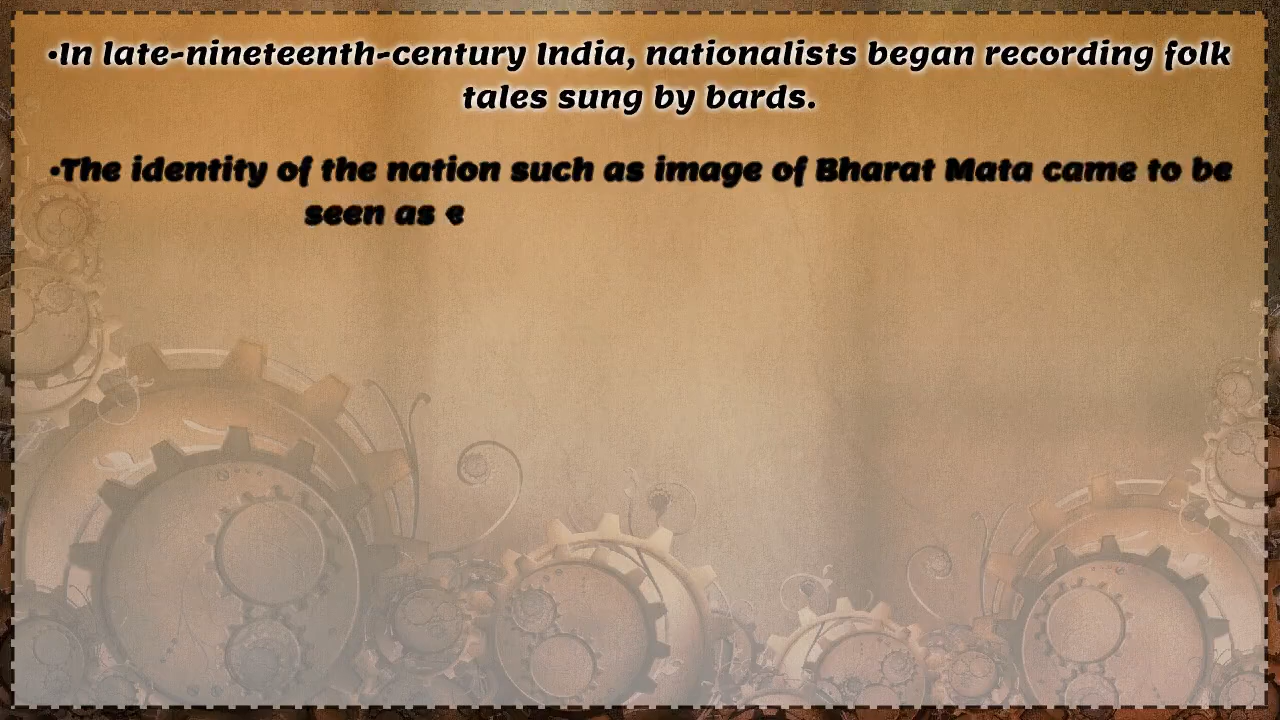 •In late-nineteenth-century India, nationalists began recording folk
tales sung by bards.
•The identity of the nation such as image of Bharat Mata came to be
seen as e